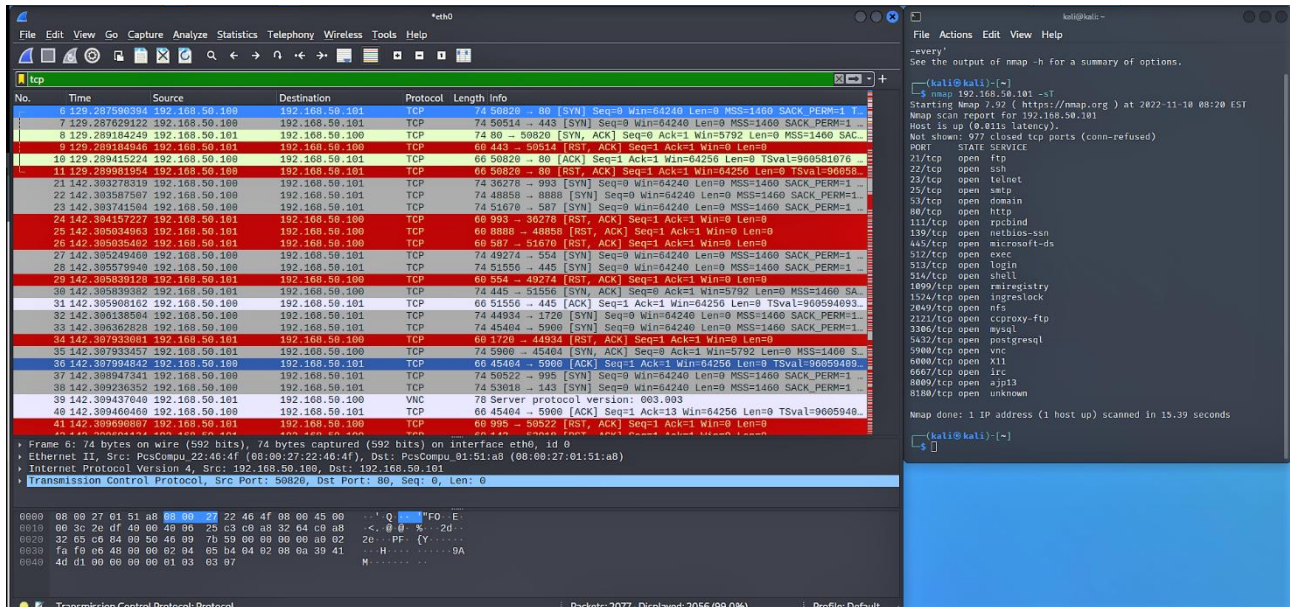 *eth0
File Edit View Go Capture Analyze Statistics Telephony Wireless Tools Help
tcp
No. Time Source Destination Protocol Length Info
6 129.287590394 192.168.50.100 192.168.50.101 TCP 74 50820 → 80 [SYN] Seq=0 Win=64240 Len=0 MSS=1460 SACK_PERM=1 T…
7 129.287629122 192.168.50.100 192.168.50.101 TCP 74 50514 → 443 [SYN] Seq=0 Win=64240 Len=0 MSS=1460 SACK_PERM=1 …
8 129.289184249 192.168.50.101 192.168.50.100 TCP 74 80 → 50820 [SYN, ACK] Seq=0 Ack=1 Win=5792 Len=0 MSS=1460 SAC…
9 129.289184946 192.168.50.101 192.168.50.100 TCP 60 443 → 50514 [RST, ACK] Seq=1 Ack=1 Win=0 Len=0
10 129.289415224 192.168.50.100 192.168.50.101 TCP 66 50820 → 80 [ACK] Seq=1 Ack=1 Win=64256 Len=0 TSval=960581076 …
11 129.289981954 192.168.50.100 192.168.50.101 TCP 66 50820 → 80 [RST, ACK] Seq=1 Ack=1 Win=64256 Len=0 TSval=96058…
21 142.303278319 192.168.50.100 192.168.50.101 TCP 74 36278 → 993 [SYN] Seq=0 Win=64240 Len=0 MSS=1460 SACK_PERM=1 …
22 142.303587507 192.168.50.100 192.168.50.101 TCP 74 48858 → 8888 [SYN] Seq=0 Win=64240 Len=0 MSS=1460 SACK_PERM=1…
23 142.303741504 192.168.50.100 192.168.50.101 TCP 74 51670 → 587 [SYN] Seq=0 Win=64240 Len=0 MSS=1460 SACK_PERM=1 …
24 142.304157227 192.168.50.101 192.168.50.100 TCP 60 993 → 36278 [RST, ACK] Seq=1 Ack=1 Win=0 Len=0
25 142.305034963 192.168.50.101 192.168.50.100 TCP 60 8888 → 48858 [RST, ACK] Seq=1 Ack=1 Win=0 Len=0
26 142.305035402 192.168.50.101 192.168.50.100 TCP 60 587 → 51670 [RST, ACK] Seq=1 Ack=1 Win=0 Len=0
27 142.305249460 192.168.50.100 192.168.50.101 TCP 74 49274 → 554 [SYN] Seq=0 Win=64240 Len=0 MSS=1460 SACK_PERM=1 …
28 142.305579940 192.168.50.100 192.168.50.101 TCP 74 51556 → 445 [SYN] Seq=0 Win=64240 Len=0 MSS=1460 SACK_PERM=1 …
29 142.305839128 192.168.50.101 192.168.50.100 TCP 60 554 → 49274 [RST, ACK] Seq=1 Ack=1 Win=0 Len=0
30 142.305839382 192.168.50.101 192.168.50.100 TCP 74 445 → 51556 [SYN, ACK] Seq=0 Ack=1 Win=5792 Len=0 MSS=1460 SA…
31 142.305908162 192.168.50.100 192.168.50.101 TCP 66 51556 → 445 [ACK] Seq=1 Ack=1 Win=64256 Len=0 TSval=960594093…
32 142.306138504 192.168.50.100 192.168.50.101 TCP 74 44934 → 1720 [SYN] Seq=0 Win=64240 Len=0 MSS=1460 SACK_PERM=1…
33 142.306362828 192.168.50.100 192.168.50.101 TCP 74 45404 → 5900 [SYN] Seq=0 Win=64240 Len=0 MSS=1460 SACK_PERM=1…
34 142.307933081 192.168.50.101 192.168.50.100 TCP 60 1720 → 44934 [RST, ACK] Seq=1 Ack=1 Win=0 Len=0
35 142.307933457 192.168.50.101 192.168.50.100 TCP 74 5900 → 45404 [SYN, ACK] Seq=0 Ack=1 Win=5792 Len=0 MSS=1460 S…
36 142.307994842 192.168.50.100 192.168.50.101 TCP 66 45404 → 5900 [ACK] Seq=1 Ack=1 Win=64256 Len=0 TSval=96059409…
37 142.308947341 192.168.50.100 192.168.50.101 TCP 74 50522 → 995 [SYN] Seq=0 Win=64240 Len=0 MSS=1460 SACK_PERM=1 …
38 142.309236352 192.168.50.100 192.168.50.101 TCP 74 53018 → 143 [SYN] Seq=0 Win=64240 Len=0 MSS=1460 SACK_PERM=1 …
39 142.309437040 192.168.50.101 192.168.50.100 VNC 78 Server protocol version: 003.003
40 142.309460460 192.168.50.100 192.168.50.101 TCP 66 45404 → 5900 [ACK] Seq=1 Ack=13 Win=64256 Len=0 TSval=9605940…
41 142.309690807 192.168.50.101 192.168.50.100 TCP 60 995 → 50522 [RST, ACK] Seq=1 Ack=1 Win=0 Len=0
Frame 6: 74 bytes on wire (592 bits), 74 bytes captured (592 bits) on interface eth0, id 0
Ethernet II, Src: PcsCompu_22:46:4f (08:00:27:22:46:4f), Dst: PcsCompu_01:51:a8 (08:00:27:01:51:a8)
Internet Protocol Version 4, Src: 192.168.50.100, Dst: 192.168.50.101
Transmission Control Protocol, Src Port: 50820, Dst Port: 80, Seq: 0, Len: 0
0000 08 00 27 01 51 a8 08 00 27 22 46 4f 08 00 45 00 ··'·Q···'"FO··E·
0010 00 3c 2e df 40 00 40 06 25 c3 c0 a8 32 64 c0 a8 ·<.·@·@·%···2d··
0020 32 65 c6 84 00 50 46 09 7b 59 00 00 00 00 a0 02 2e···PF·{Y······
0030 fa f0 e6 48 00 00 02 04 05 b4 04 02 08 0a 39 41 ···H··········9A
0040 4d d1 00 00 00 00 01 03 03 07 M·········
Transmission Control Protocol: Protocol
Packets: 2077 · Displayed: 2056 (99.0%)
Profile: Default
kali@kali: ~
File Actions Edit View Help
-every'
See the output of nmap -h for a summary of options.
(kali㉿kali)-[~]
$ nmap 192.168.50.101 -sT
Starting Nmap 7.92 ( https://nmap.org ) at 2022-11-10 08:20 EST
Nmap scan report for 192.168.50.101
Host is up (0.011s latency).
Not shown: 977 closed tcp ports (conn-refused)
PORT STATE SERVICE
21/tcp open ftp
22/tcp open ssh
23/tcp open telnet
25/tcp open smtp
53/tcp open domain
80/tcp open http
111/tcp open rpcbind
139/tcp open netbios-ssn
445/tcp open microsoft-ds
512/tcp open exec
513/tcp open login
514/tcp open shell
1099/tcp open rmiregistry
1524/tcp open ingreslock
2049/tcp open nfs
2121/tcp open ccproxy-ftp
3306/tcp open mysql
5432/tcp open postgresql
5900/tcp open vnc
6000/tcp open X11
6667/tcp open irc
8009/tcp open ajp13
8180/tcp open unknown
Nmap done: 1 IP address (1 host up) scanned in 15.39 seconds
(kali㉿kali)-[~]
$